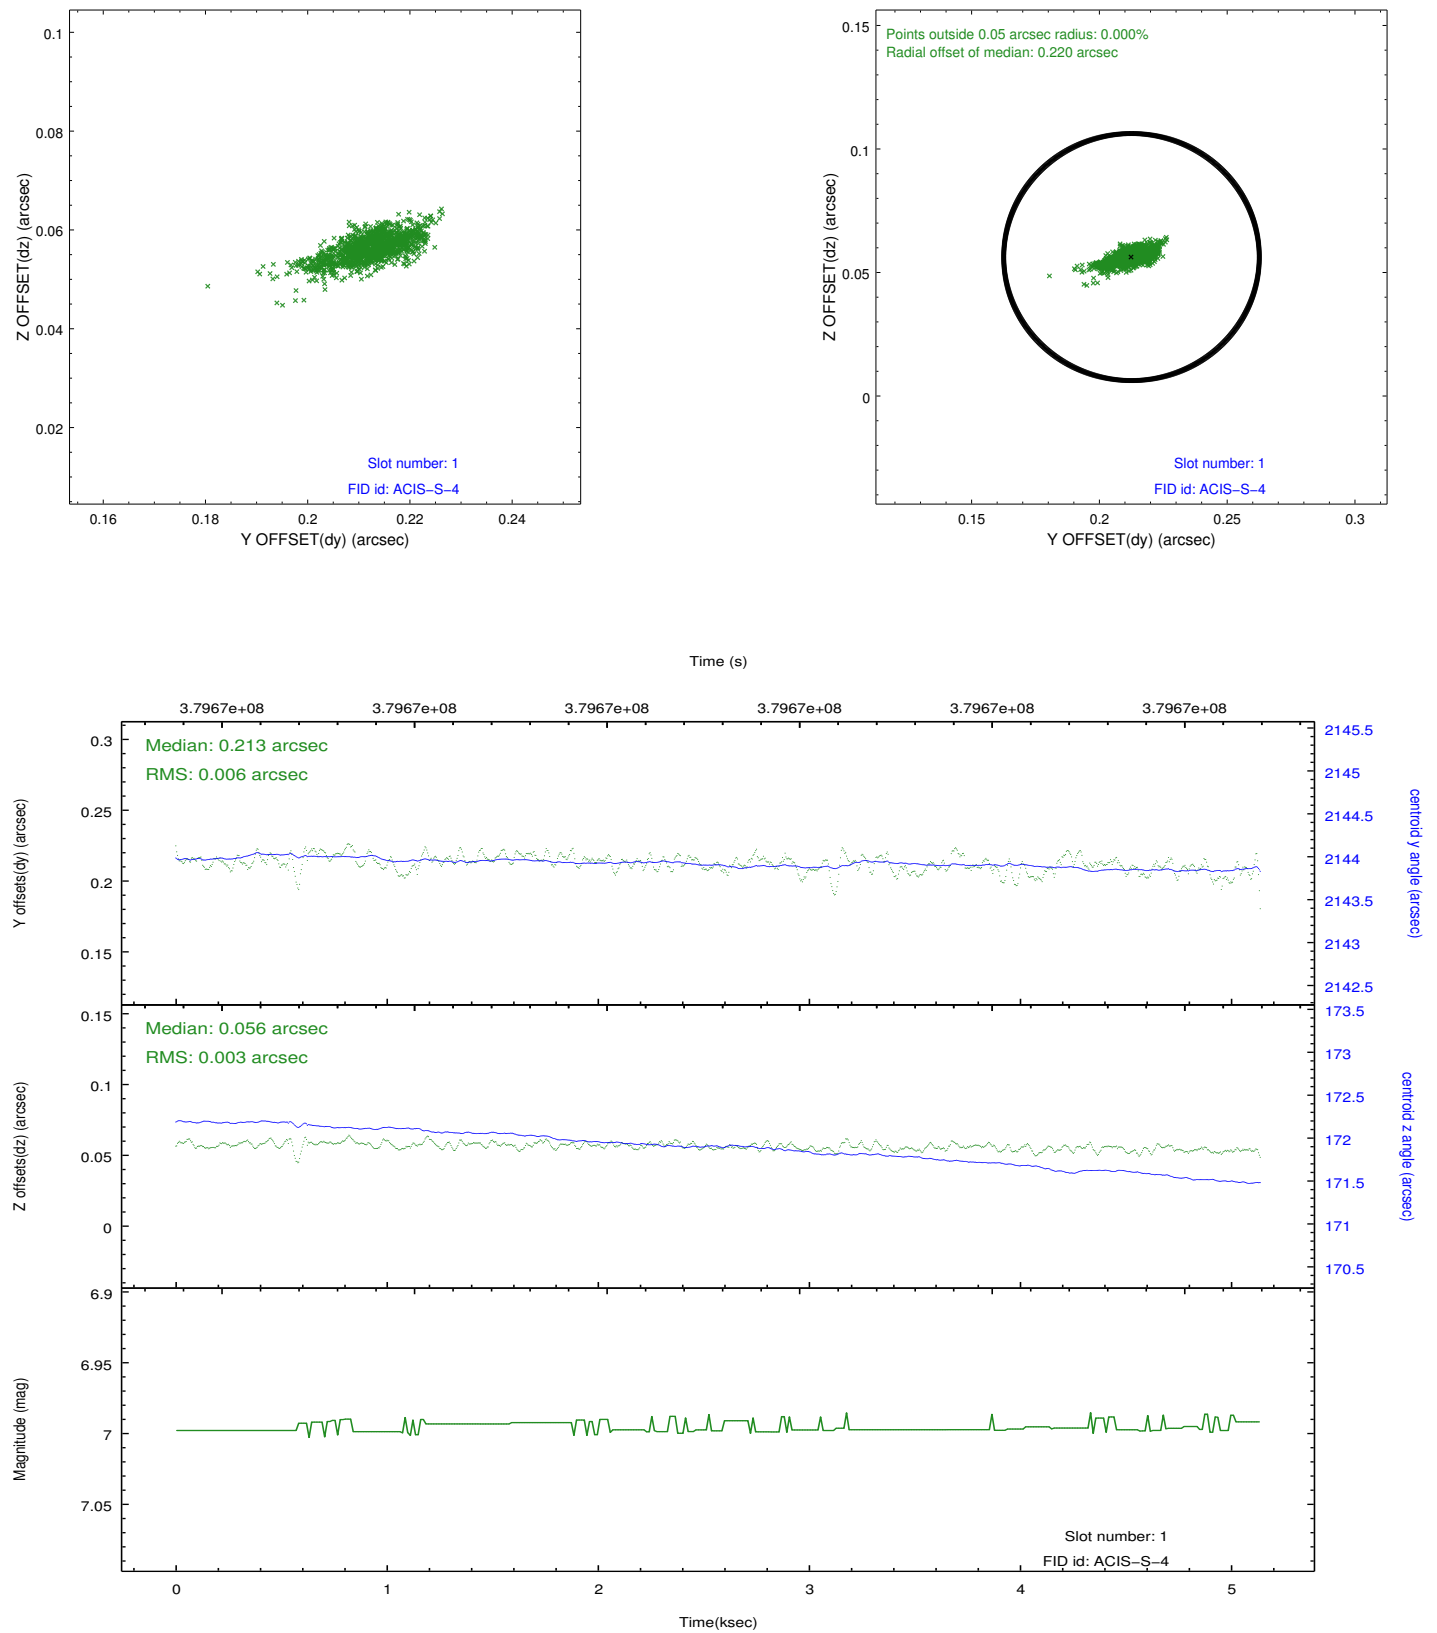 0.1
0.08
0.06
0.04
0.02
Z OFFSET(dz) (arcsec)
Slot number: 1
FID id: ACIS−S−4
0.16 0.18 0.2 0.22 0.24
Y OFFSET(dy) (arcsec)
Points outside 0.05 arcsec radius: 0.000%
Radial offset of median: 0.220 arcsec
0.15
0.1
0.05
0
Z OFFSET(dz) (arcsec)
Slot number: 1
FID id: ACIS−S−4
0.15 0.2 0.25 0.3
Y OFFSET(dy) (arcsec)
Time (s)
3.7967e+08 3.7967e+08 3.7967e+08 3.7967e+08 3.7967e+08 3.7967e+08
Median: 0.213 arcsec
RMS: 0.006 arcsec
0.3
0.25
0.2
0.15
Y offsets(dy) (arcsec)
2145.5
2145
2144.5
2144
2143.5
2143
2142.5
centroid y angle (arcsec)
Median: 0.056 arcsec
RMS: 0.003 arcsec
0.15
0.1
0.05
0
Z offsets(dz) (arcsec)
173.5
173
172.5
172
171.5
171
170.5
centroid z angle (arcsec)
6.9
6.95
7
7.05
Magnitude (mag)
Slot number: 1
FID id: ACIS−S−4
0 1 2 3 4 5
Time(ksec)